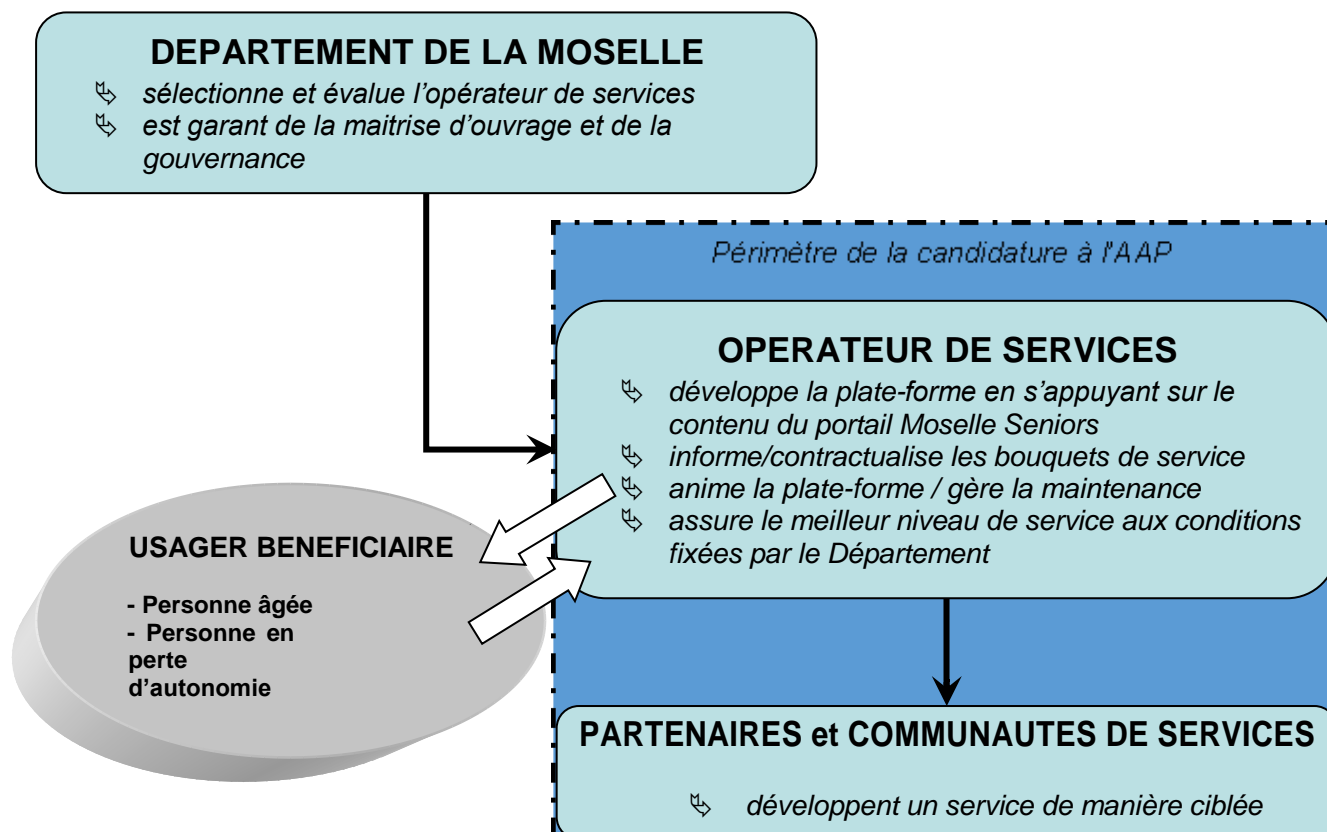 DEPARTEMENT DE LA MOSELLE
sélectionne et évalue l'opérateur de services
est garant de la maitrise d'ouvrage et de la
gouvernance
Périmètre de la candidature à l'AAP
OPERATEUR DE SERVICES
développe la plate-forme en s'appuyant sur le
contenu du portail Moselle Seniors
informe/contractualise les bouquets de service
anime la plate-forme / gère la maintenance
assure le meilleur niveau de service aux conditions
fixées par le Département
USAGER BENEFICIAIRE
- Personne âgée
- Personne en
perte
d'autonomie
PARTENAIRES et COMMUNAUTES DE SERVICES
développent un service de manière ciblée